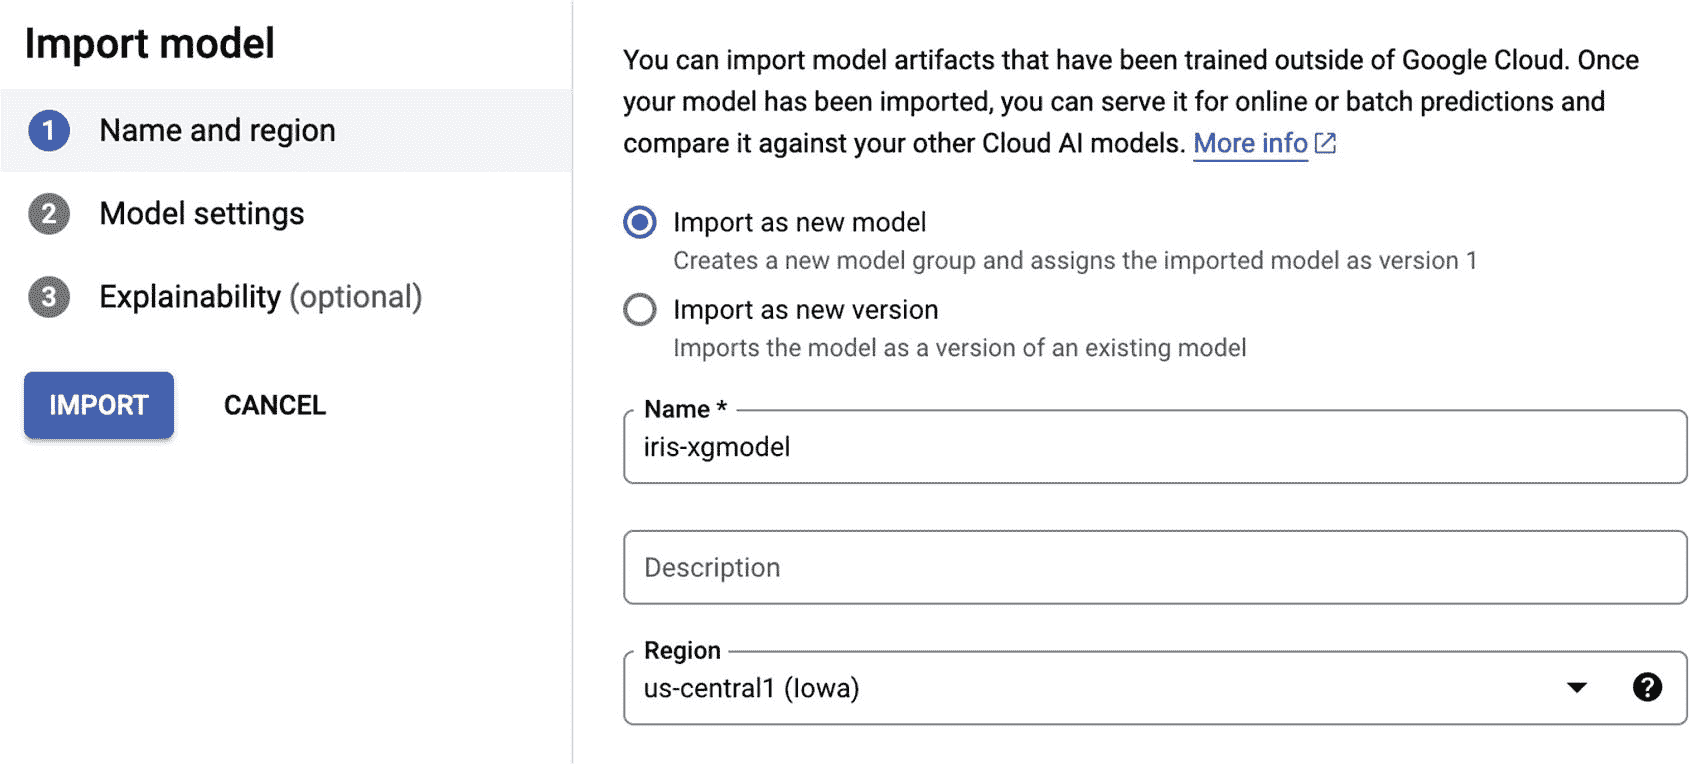 Import model
1 Name and region
2 Model settings
3 Explainability (optional)
IMPORT CANCEL
You can import model artifacts that have been trained outside of Google Cloud. Once
your model has been imported, you can serve it for online or batch predictions and
compare it against your other Cloud AI models. More info
Import as new model
Creates a new model group and assigns the imported model as version 1
Import as new version
Imports the model as a version of an existing model
Name *
iris-xgmodel
Description
Region
us-central1 (Iowa) ?